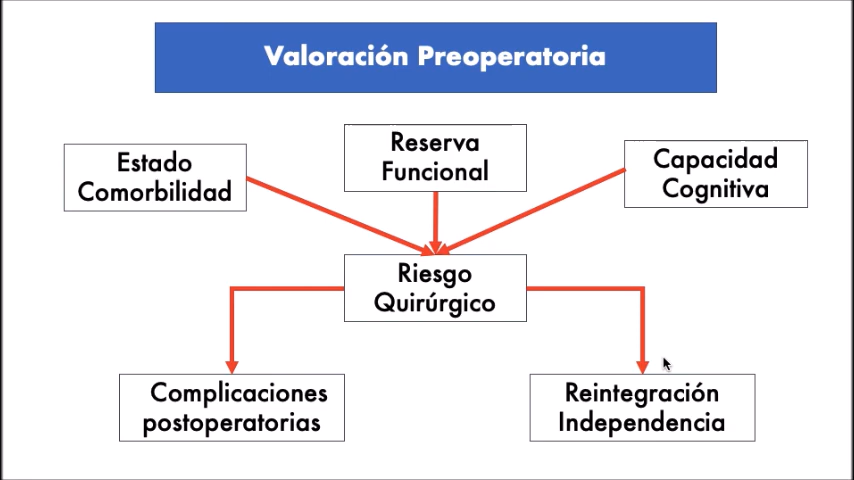 Valoración Preoperatoria
Estado
Comorbilidad
Reserva
Funcional
Capacidad
Cognitiva
Riesgo
Quirúrgico
Complicaciones
postoperatorias
Reintegración
Independencia